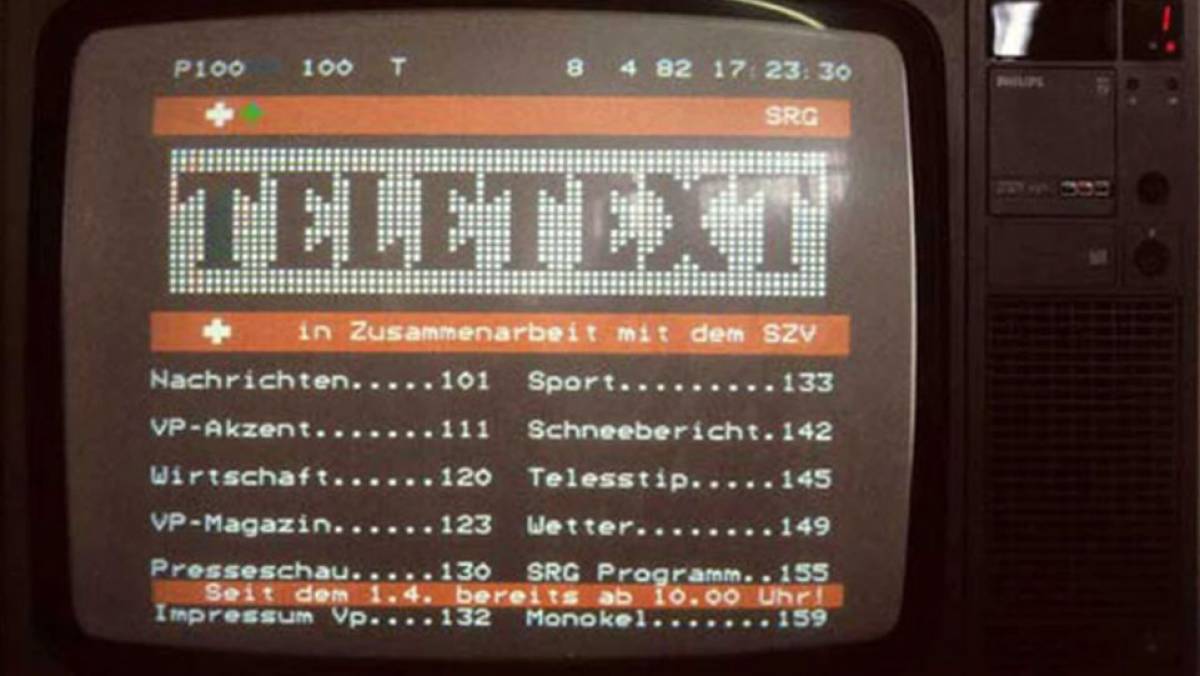 P100 100 T 8 4 82 17:23:30
SRG
TELETEXT
in Zusammenarbeit mit dem SZV
Nachrichten.....101 Sport.........133
VP-Akzent.......111 Schneebericht.142
Wirtschaft......120 Telesstip.....145
VP-Magazin......123 Wetter........149
Presseschau.....130 SRG Programm..155
Seit dem 1.4. bereits ab 10.00 Uhr!
Impressum Vp....132 Monokel.......159
1
PHILIPS